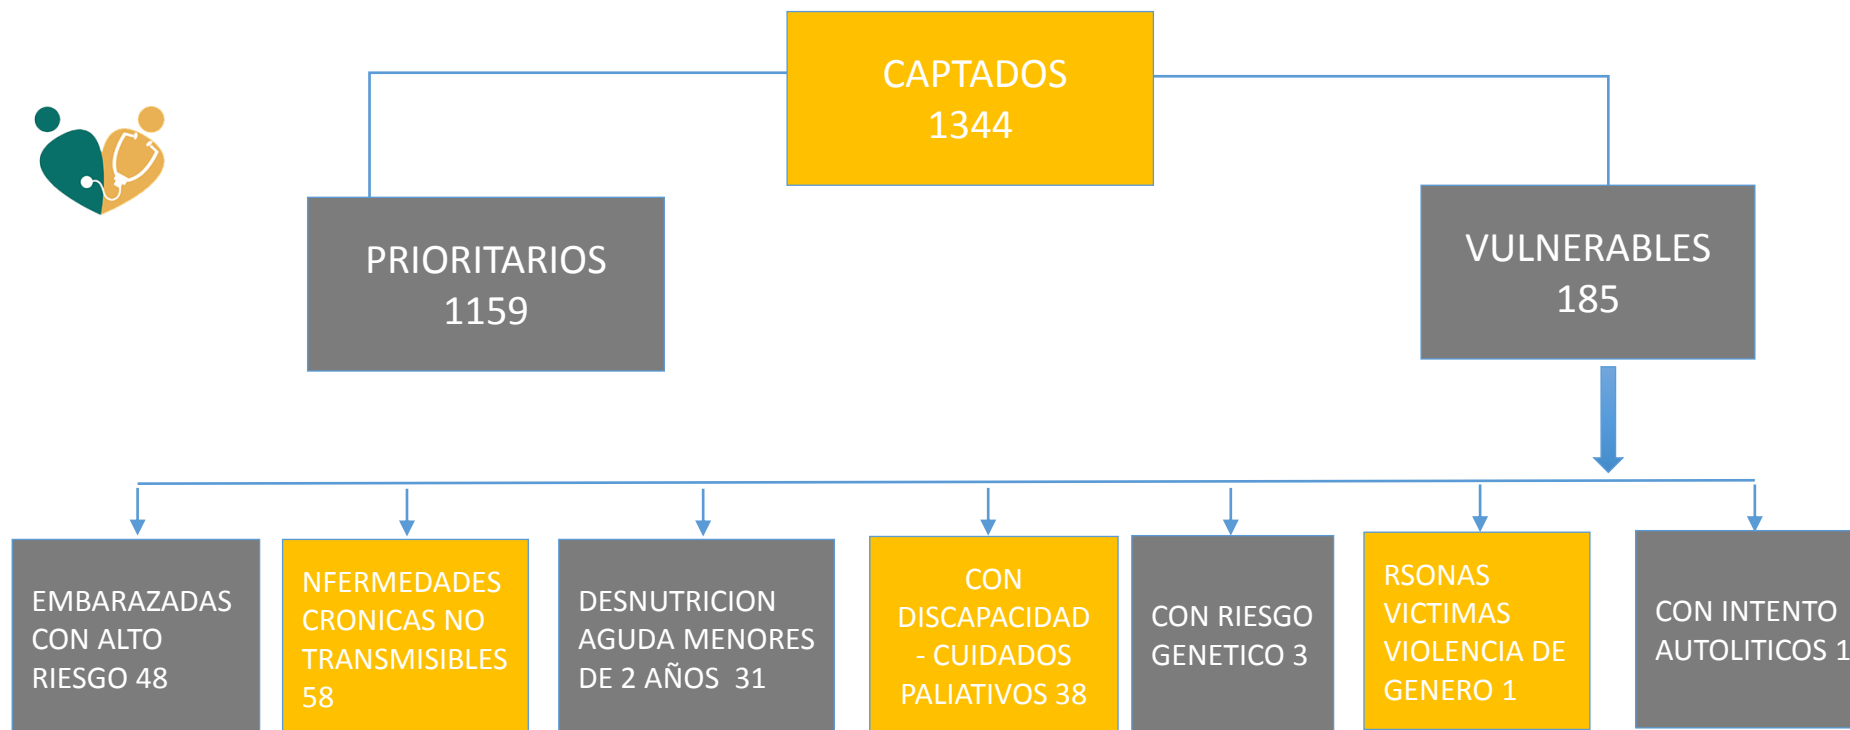 CAPTADOS
1344
PRIORITARIOS
1159
VULNERABLES
185
EMBARAZADAS
CON ALTO
RIESGO 48
NFERMEDADES
CRONICAS NO
TRANSMISIBLES
58
DESNUTRICION
AGUDA MENORES
DE 2 AÑOS 31
CON
DISCAPACIDAD
- CUIDADOS
PALIATIVOS 38
CON RIESGO
GENETICO 3
RSONAS
VICTIMAS
VIOLENCIA DE
GENERO 1
CON INTENTO
AUTOLITICOS 1